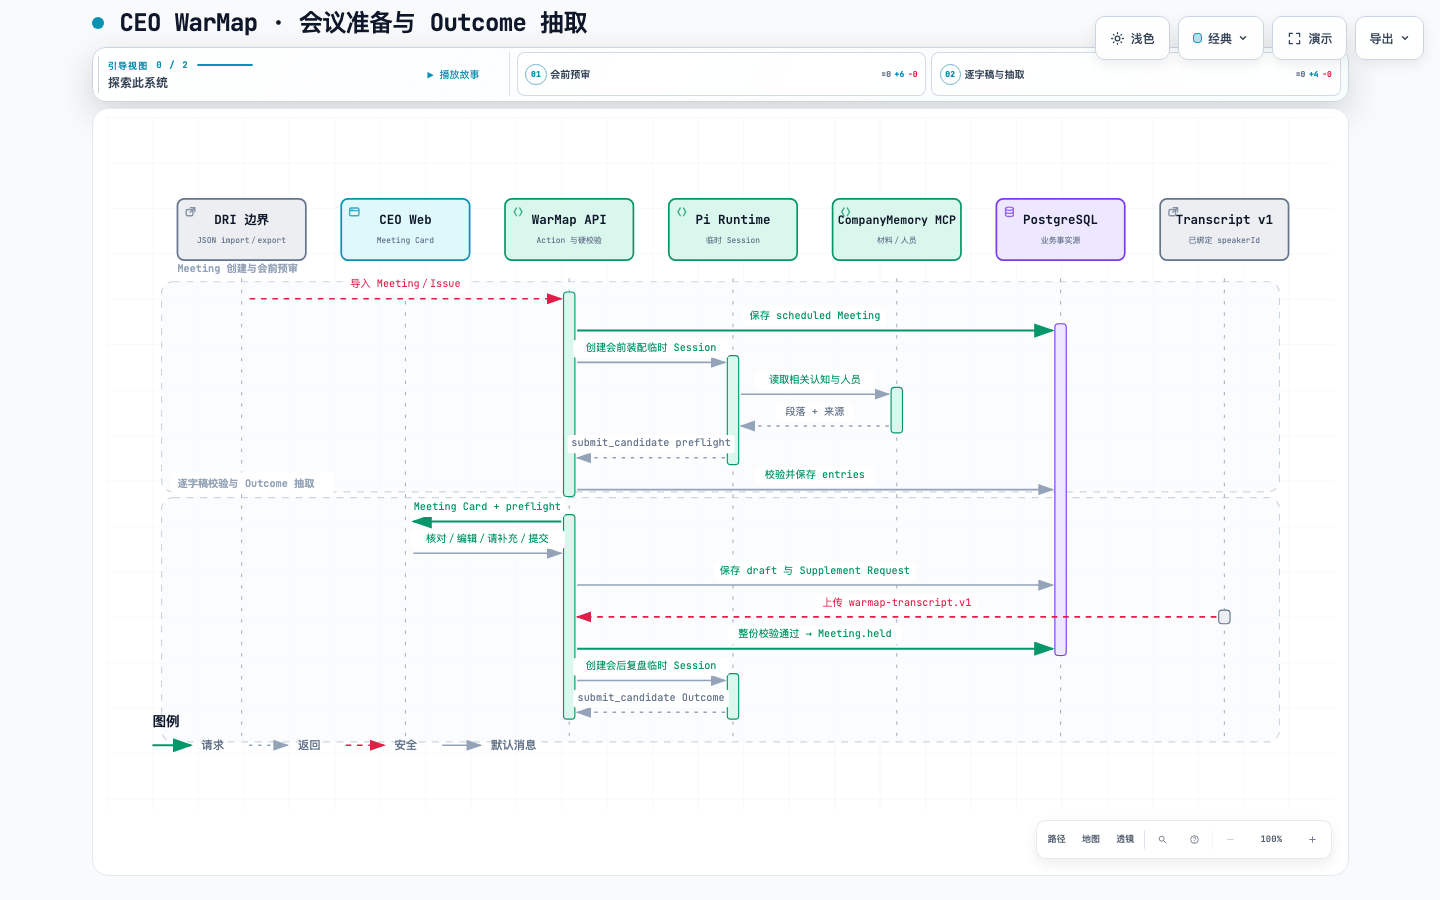 CEO WarMap · 会议准备与 Outcome 抽取
浅色
经典
演示
导出
引导视图 0 / 2
探索此系统
▶ 播放故事
01 会前预审
=0 +6 -0
02 逐字稿与抽取
=0 +4 -0
DRI 边界
JSON import/export
CEO Web
Meeting Card
WarMap API
Action 与硬校验
Pi Runtime
临时 Session
CompanyMemory MCP
材料/人员
PostgreSQL
业务事实源
Transcript v1
已绑定 speakerId
Meeting 创建与会前预审
导入 Meeting/Issue
保存 scheduled Meeting
创建会前装配临时 Session
读取相关认知与人员
段落 + 来源
submit_candidate preflight
校验并保存 entries
逐字稿校验与 Outcome 抽取
Meeting Card + preflight
核对/编辑/请补充/提交
保存 draft 与 Supplement Request
上传 warmap-transcript.v1
整份校验通过 → Meeting.held
创建会后复盘临时 Session
submit_candidate Outcome
图例
请求
返回
安全
默认消息
路径
地图
透镜
− 100% +